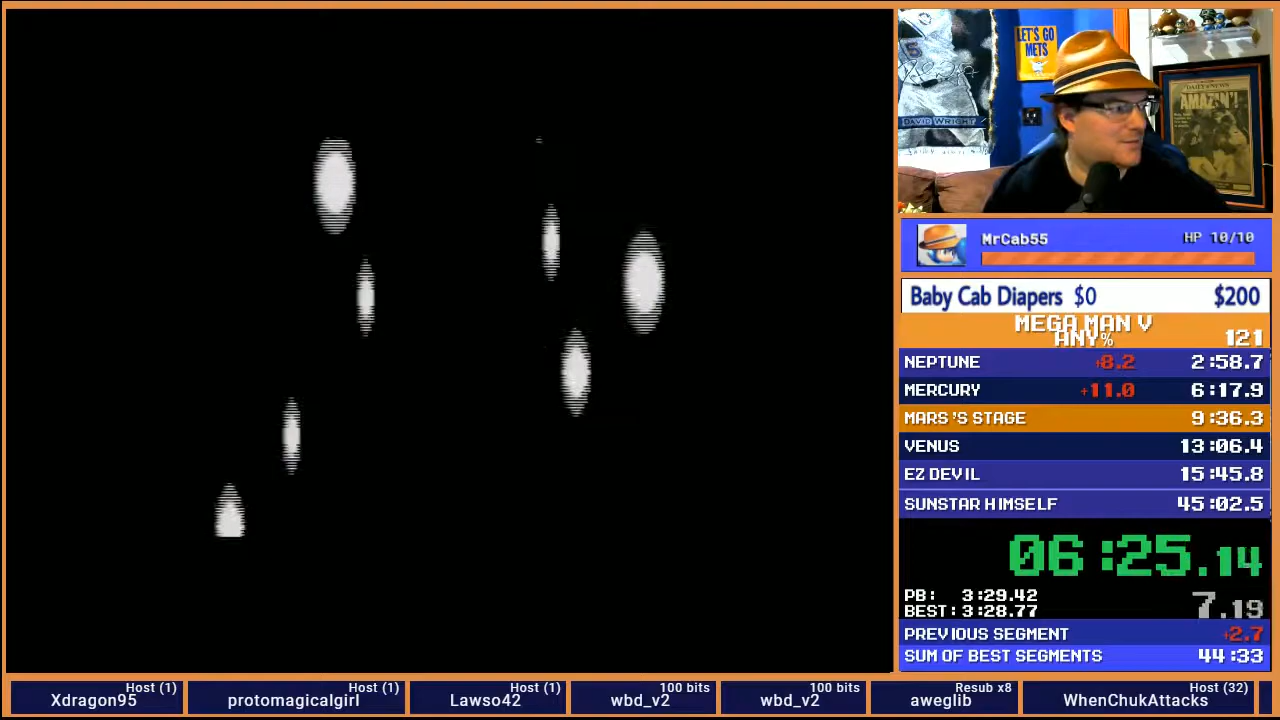 LET'S GO
METS
DAVID WRIGHT
DAILY NEWS
AMAZIN'!
MrCab55 HP 10/10
Baby Cab Diapers $0 $200
MEGA MAN V
ANY% 121
NEPTUNE +8.2 2:58.7
MERCURY +11.0 6:17.9
MARS'S STAGE 9:36.3
VENUS 13:06.4
EZ DEVIL 15:45.8
SUNSTAR HIMSELF 45:02.5
06:25.14
PB: 3:29.42
BEST: 3:28.77 7.19
PREVIOUS SEGMENT +2.7
SUM OF BEST SEGMENTS 44:33
Host (1) Xdragon95
Host (1) protomagicalgirl
Host (1) Lawso42
100 bits wbd_v2
100 bits wbd_v2
Resub x8 aweglib
Host (32) WhenChukAttacks